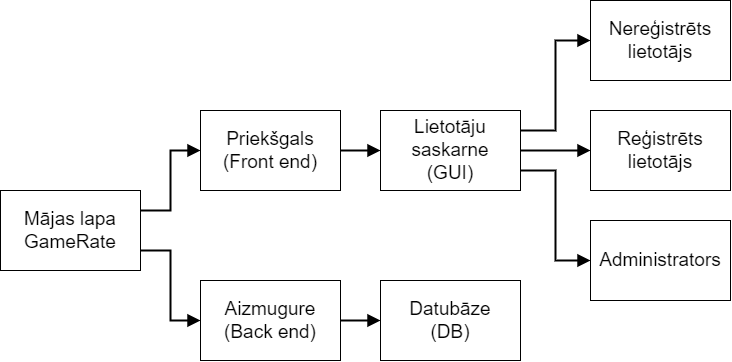 Mājas lapa
GameRate
Priekšgals
(Front end)
Lietotāju
saskarne
(GUI)
Nereģistrēts
lietotājs
Reģistrēts
lietotājs
Administrators
Aizmugure
(Back end)
Datubāze
(DB)